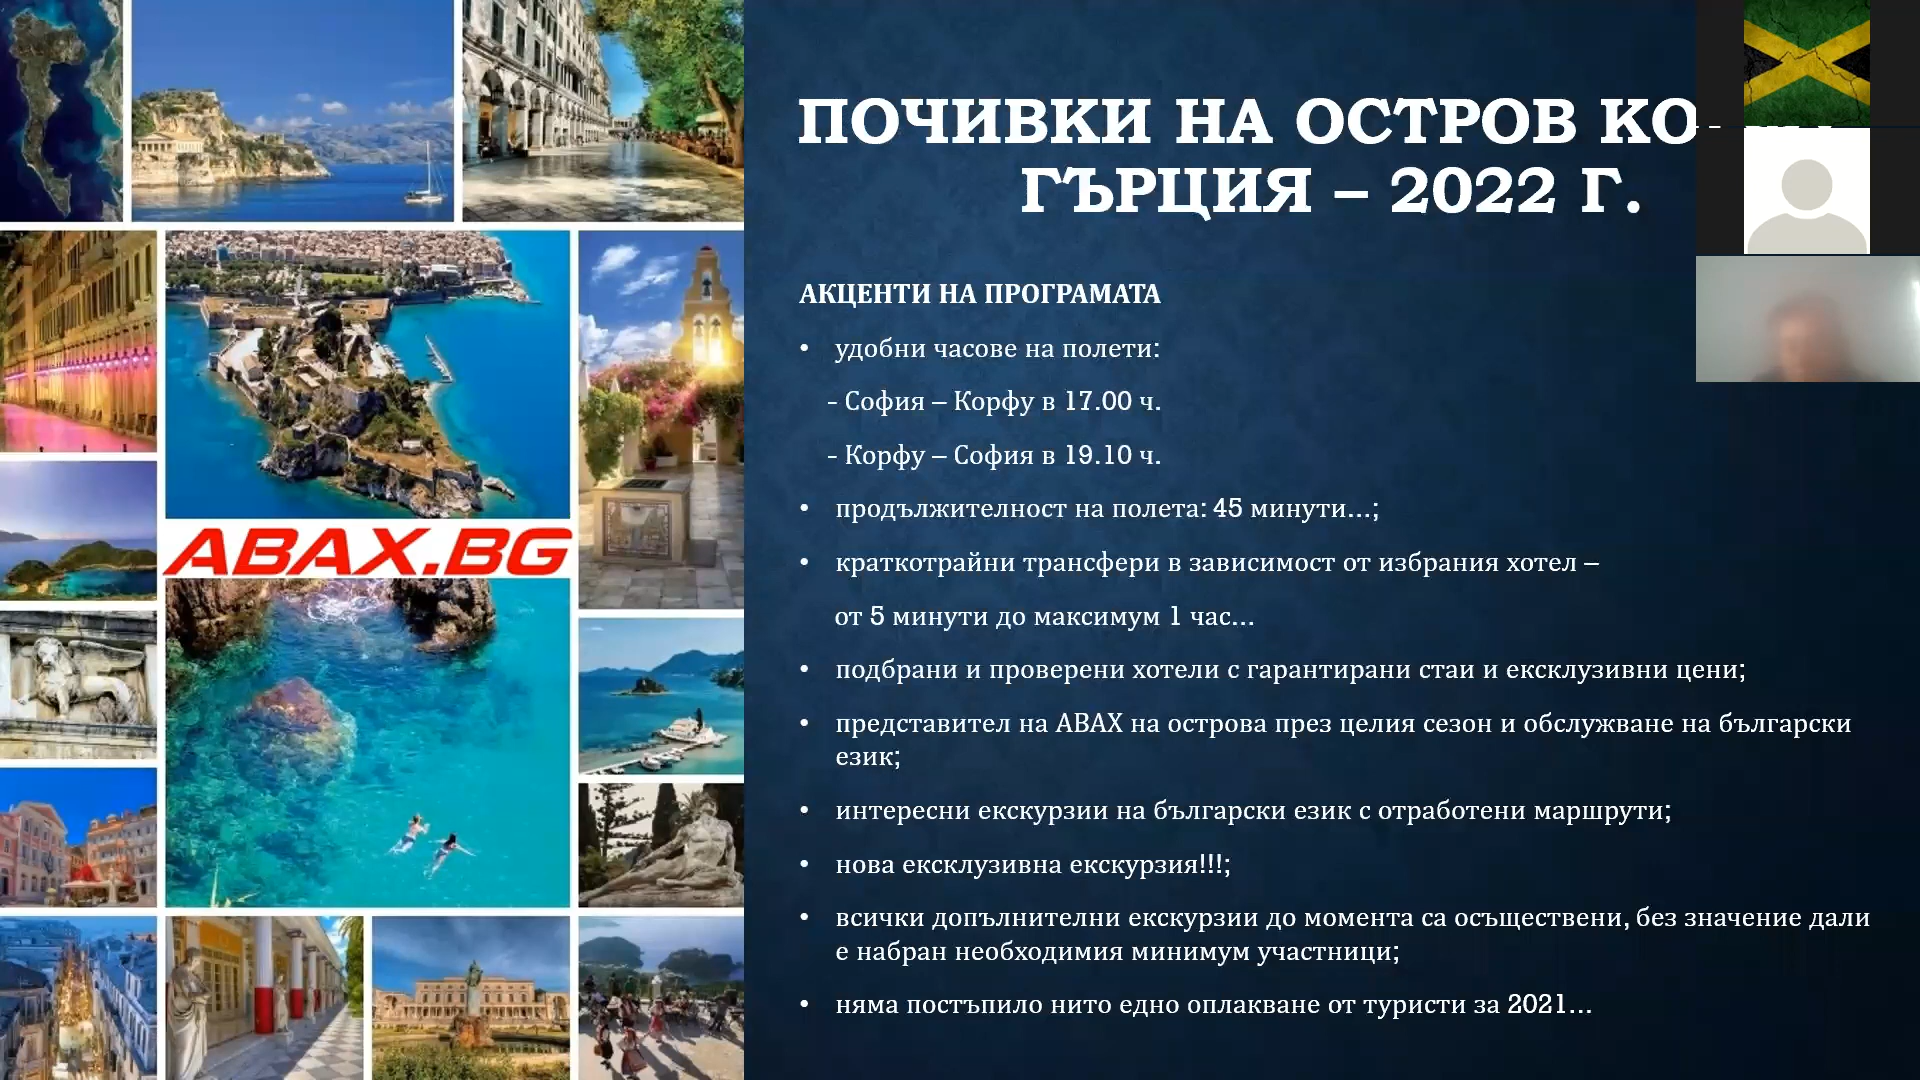 ПОЧИВКИ НА ОСТРОВ
ГЪРЦИЯ – 2022 Г.
АКЦЕНТИ НА ПРОГРАМАТА
• удобни часове на полети:
- София – Корфу в 17.00 ч.
- Корфу – София в 19.10 ч.
• продължителност на полета: 45 минути...;
• краткотрайни трансфери в зависимост от избрания хотел –
от 5 минути до максимум 1 час...
• подбрани и проверени хотели с гарантирани стаи и ексклузивни цени;
• представител на АВАХ на острова през целия сезон и обслужване на български
език;
• интересни екскурзии на български език с отработени маршрути;
• нова ексклузивна екскурзия!!!;
• всички допълнителни екскурзии до момента са осъществени, без значение дали
е набран необходимия минимум участници;
• няма постъпило нито едно оплакване от туристи за 2021...
ABAX.BG